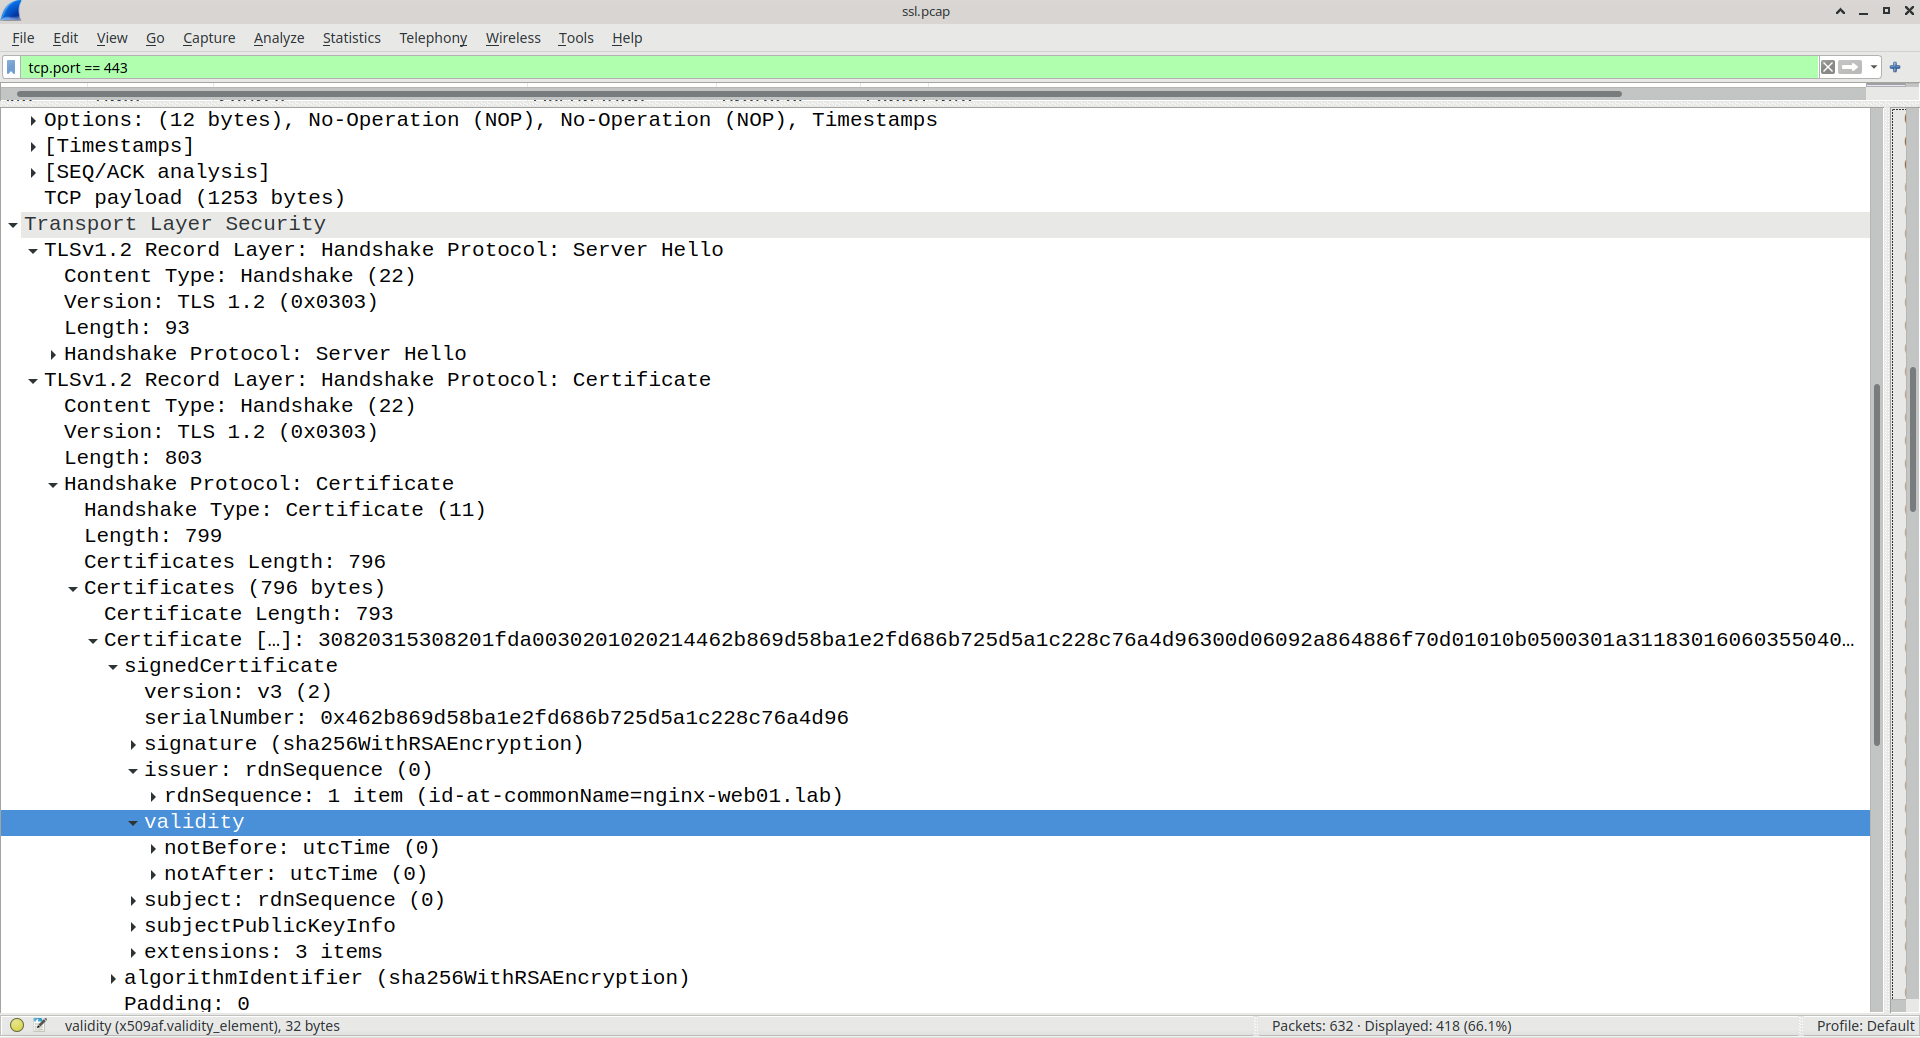 ssl.pcap
File Edit View Go Capture Analyze Statistics Telephony Wireless Tools Help
tcp.port == 443
Options: (12 bytes), No-Operation (NOP), No-Operation (NOP), Timestamps
[Timestamps]
[SEQ/ACK analysis]
TCP payload (1253 bytes)
Transport Layer Security
TLSv1.2 Record Layer: Handshake Protocol: Server Hello
Content Type: Handshake (22)
Version: TLS 1.2 (0x0303)
Length: 93
Handshake Protocol: Server Hello
TLSv1.2 Record Layer: Handshake Protocol: Certificate
Content Type: Handshake (22)
Version: TLS 1.2 (0x0303)
Length: 803
Handshake Protocol: Certificate
Handshake Type: Certificate (11)
Length: 799
Certificates Length: 796
Certificates (796 bytes)
Certificate Length: 793
Certificate […]: 30820315308201fda0030201020214462b869d58ba1e2fd686b725d5a1c228c76a4d96300d06092a864886f70d01010b0500301a31183016060355040…
signedCertificate
version: v3 (2)
serialNumber: 0x462b869d58ba1e2fd686b725d5a1c228c76a4d96
signature (sha256WithRSAEncryption)
issuer: rdnSequence (0)
rdnSequence: 1 item (id-at-commonName=nginx-web01.lab)
validity
notBefore: utcTime (0)
notAfter: utcTime (0)
subject: rdnSequence (0)
subjectPublicKeyInfo
extensions: 3 items
algorithmIdentifier (sha256WithRSAEncryption)
Padding: 0
validity (x509af.validity_element), 32 bytes
Packets: 632 · Displayed: 418 (66.1%)
Profile: Default